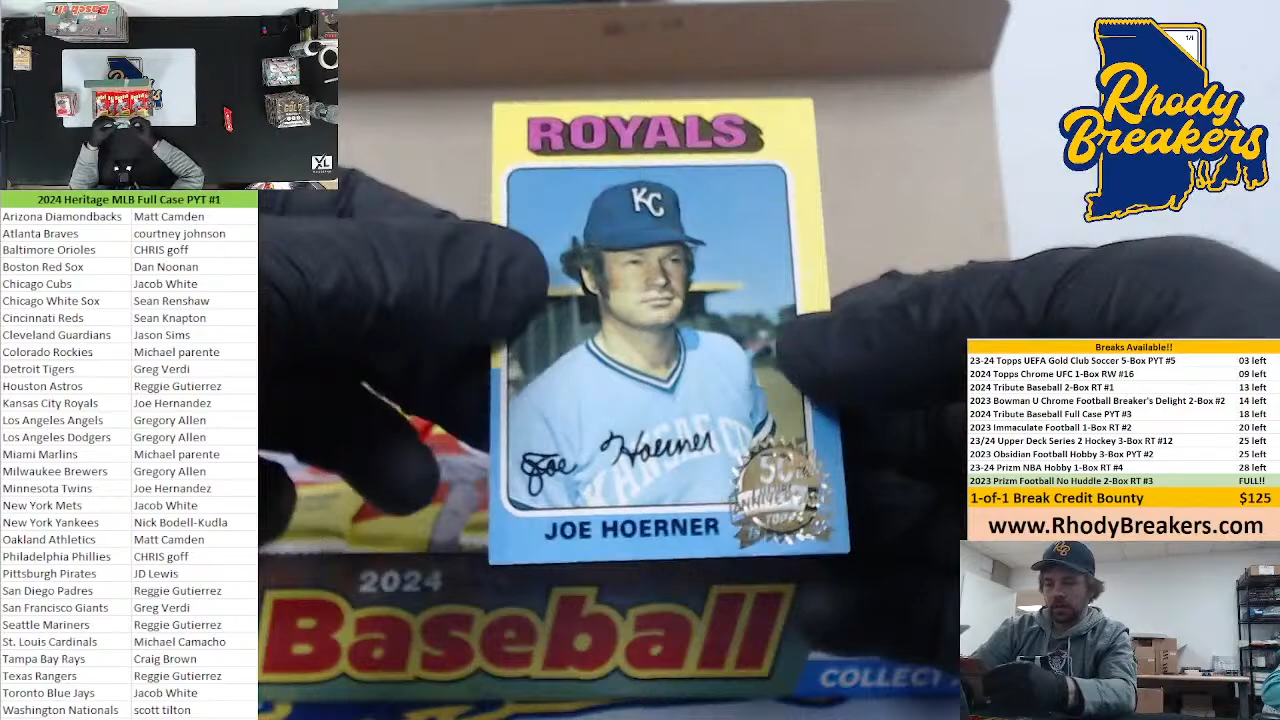 2024 Heritage MLB Full Case PYT #1
Arizona Diamondbacks Matt Camden
Atlanta Braves courtney johnson
Baltimore Orioles CHRIS goff
Boston Red Sox Dan Noonan
Chicago Cubs Jacob White
Chicago White Sox Sean Renshaw
Cincinnati Reds Sean Knapton
Cleveland Guardians Jason Sims
Colorado Rockies Michael parente
Detroit Tigers Greg Verdi
Houston Astros Reggie Gutierrez
Kansas City Royals Joe Hernandez
Los Angeles Angels Gregory Allen
Los Angeles Dodgers Gregory Allen
Miami Marlins Michael parente
Milwaukee Brewers Gregory Allen
Minnesota Twins Joe Hernandez
New York Mets Jacob White
New York Yankees Nick Bodell-Kudla
Oakland Athletics Matt Camden
Philadelphia Phillies CHRIS goff
Pittsburgh Pirates JD Lewis
San Diego Padres Reggie Gutierrez
San Francisco Giants Greg Verdi
Seattle Mariners Reggie Gutierrez
St. Louis Cardinals Michael Camacho
Tampa Bay Rays Craig Brown
Texas Rangers Reggie Gutierrez
Toronto Blue Jays Jacob White
Washington Nationals scott tilton
XL
ROYALS
KC
Joe Hoerner
KANSAS C
50th
ANNIVERSARY
TOPPS
JOE HOERNER
2024
Baseball
COLLECT
1/1
Rhody
Breakers
Breaks Available!!
23-24 Topps UEFA Gold Club Soccer 5-Box PYT #5 03 left
2024 Topps Chrome UFC 1-Box RW #16 09 left
2024 Tribute Baseball 2-Box RT #1 13 left
2023 Bowman U Chrome Football Breaker's Delight 2-Box #2 14 left
2024 Tribute Baseball Full Case PYT #3 18 left
2023 Immaculate Football 1-Box RT #2 20 left
23/24 Upper Deck Series 2 Hockey 3-Box RT #12 25 left
2023 Obsidian Football Hobby 3-Box PYT #2 25 left
23-24 Prizm NBA Hobby 1-Box RT #4 28 left
2023 Prizm Football No Huddle 2-Box RT #3 FULL!!
1-of-1 Break Credit Bounty $125
www.RhodyBreakers.com
RB